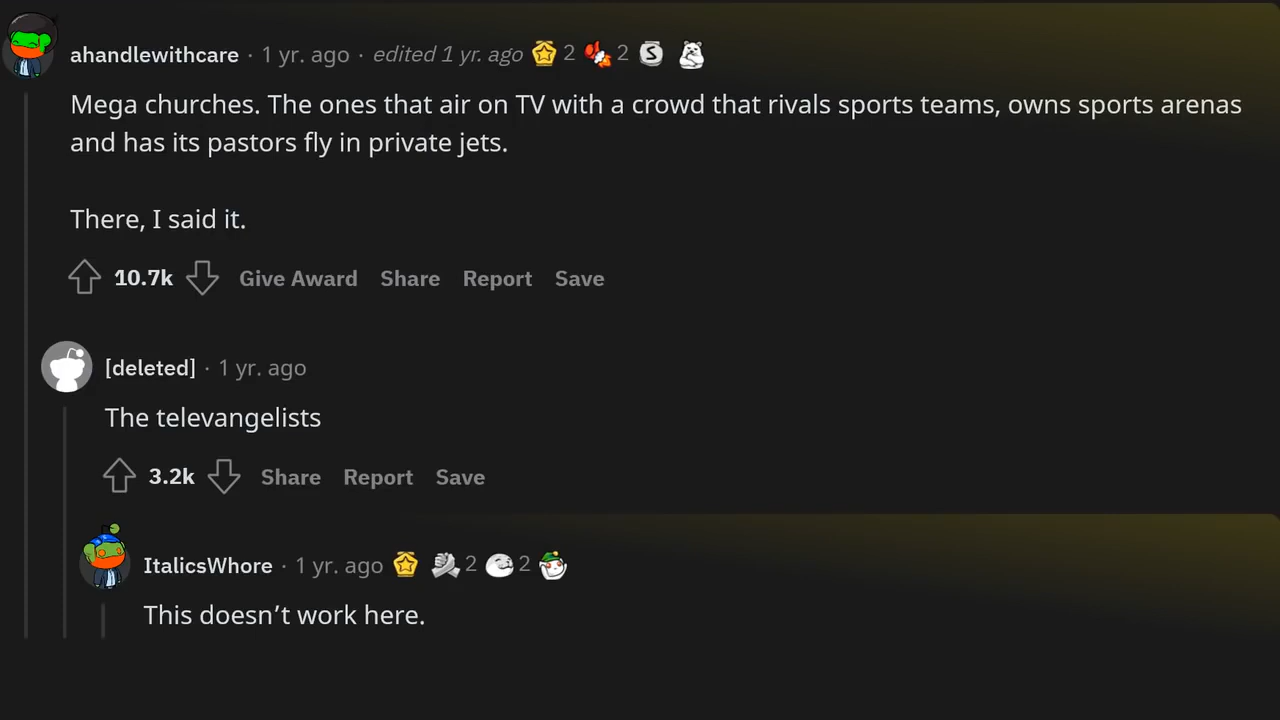 ahandlewithcare · 1 yr. ago · edited 1 yr. ago 2 2 S
Mega churches. The ones that air on TV with a crowd that rivals sports teams, owns sports arenas
and has its pastors fly in private jets.
There, I said it.
10.7k Give Award Share Report Save
[deleted] · 1 yr. ago
The televangelists
3.2k Share Report Save
ItalicsWhore · 1 yr. ago 2 2
This doesn’t work here.